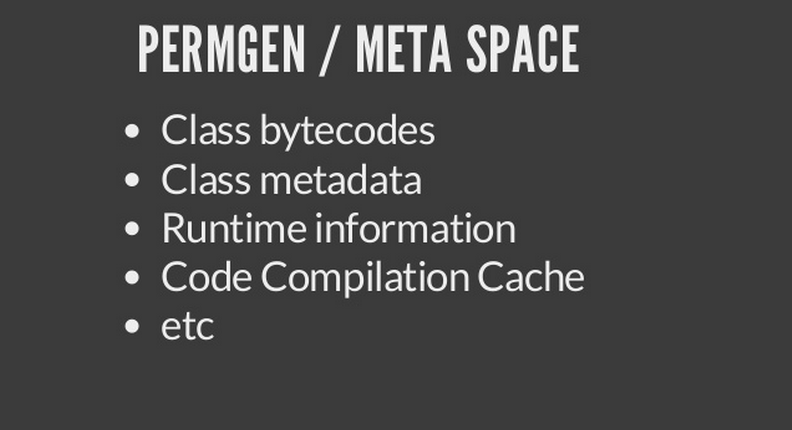 PERMGEN / META SPACE
• Class bytecodes
• Class metadata
• Runtime information
• Code Compilation Cache
• etc